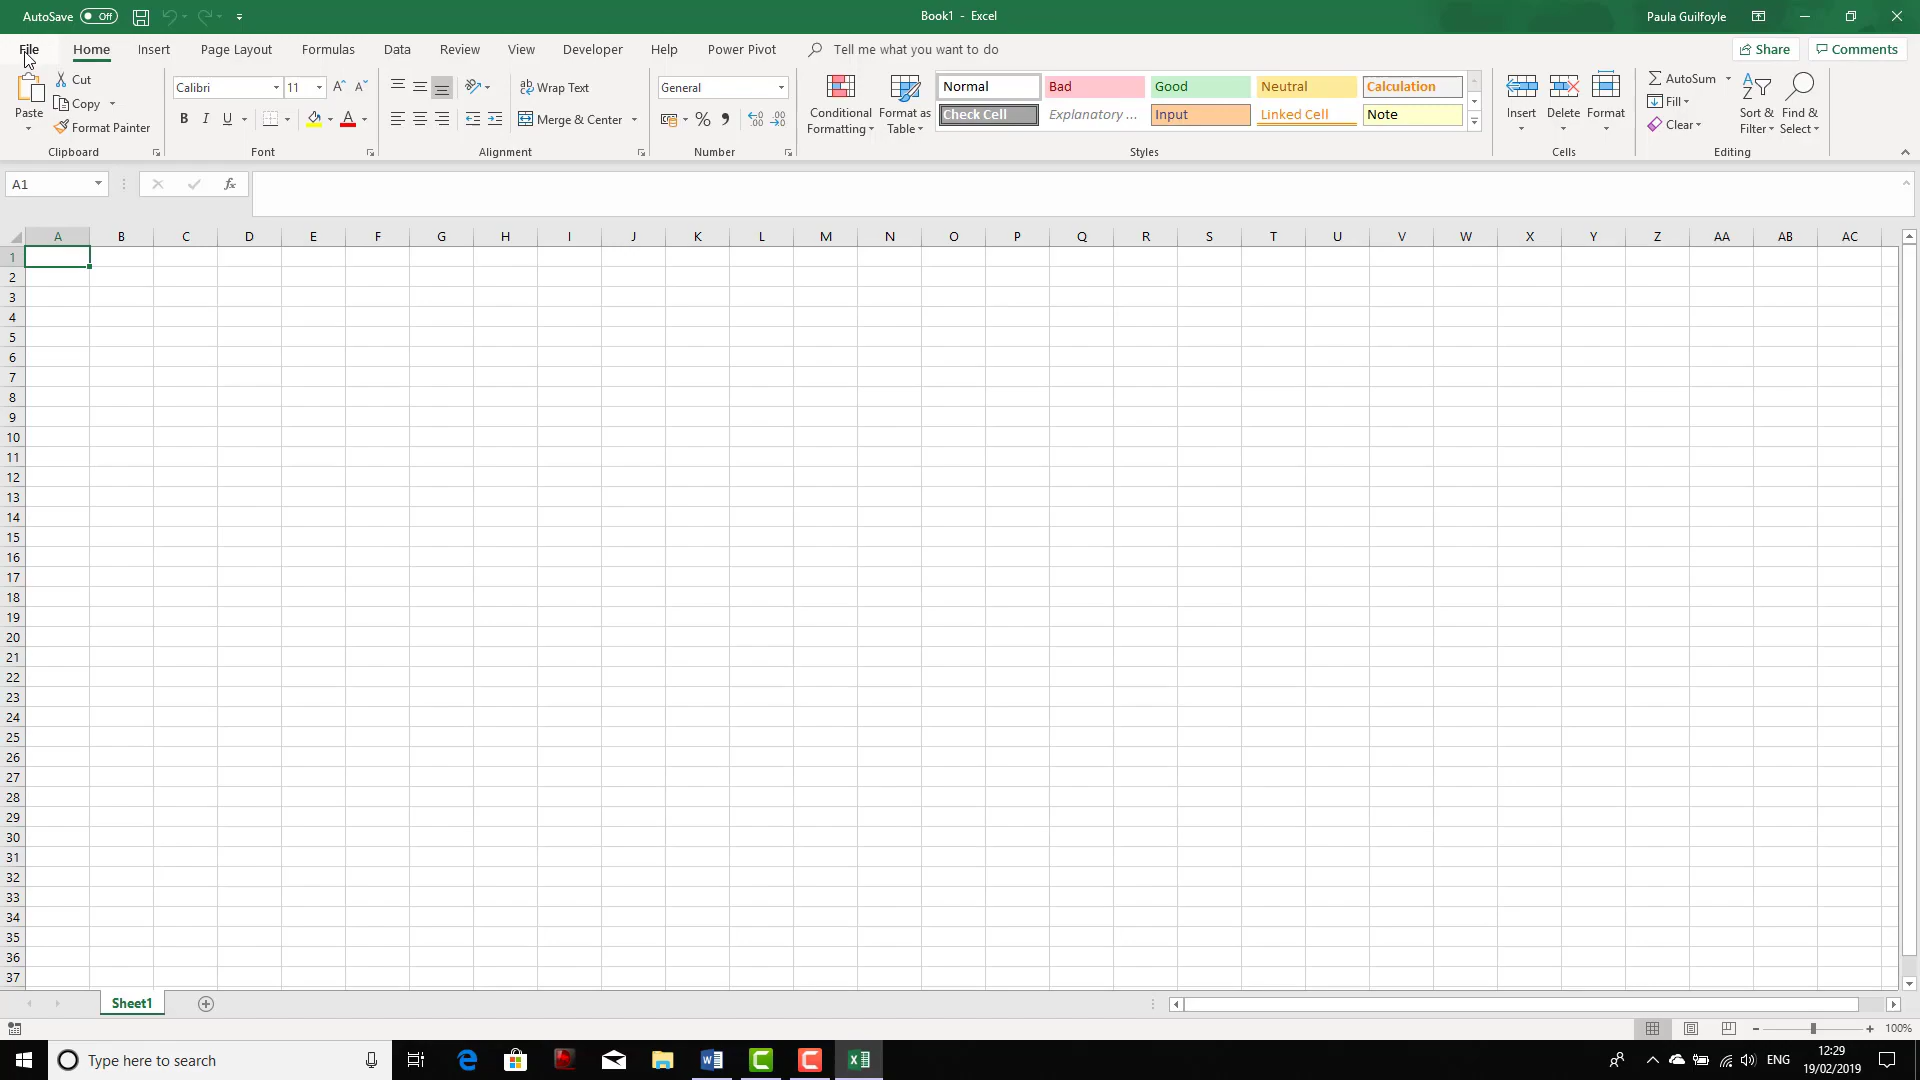 AutoSave Off
Book1 - Excel
Paula Guilfoyle
File Home Insert Page Layout Formulas Data Review View Developer Help Power Pivot Tell me what you want to do Share Comments
Paste
Cut
Copy
Format Painter
Clipboard
Calibri 11
B I U
Font
Wrap Text
Merge & Center
Alignment
General
%
Number
Conditional Formatting
Format as Table
Normal Bad Good Neutral Calculation
Check Cell Explanatory ... Input Linked Cell Note
Styles
Insert Delete Format
Cells
AutoSum
Fill
Clear
Sort & Filter
Find & Select
Editing
A1
fx
A B C D E F G H I J K L M N O P Q R S T U V W X Y Z AA AB AC
1
2
3
4
5
6
7
8
9
10
11
12
13
14
15
16
17
18
19
20
21
22
23
24
25
26
27
28
29
30
31
32
33
34
35
36
37
Sheet1
100%
Type here to search
ENG
12:29
19/02/2019